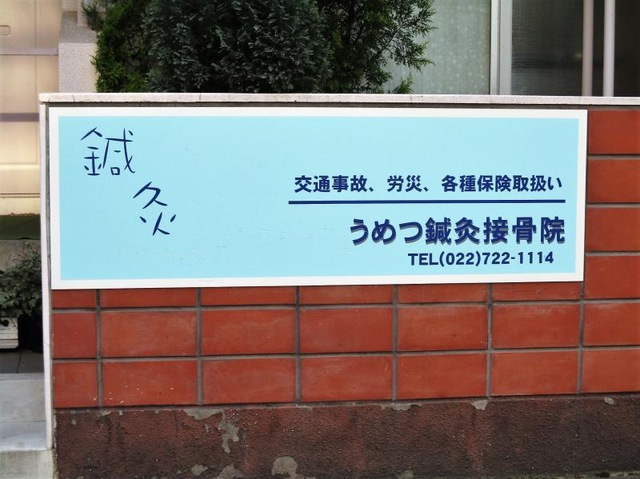 鍼
灸
交通事故、労災、各種保険取扱い
うめつ鍼灸接骨院
TEL(022)722-1114